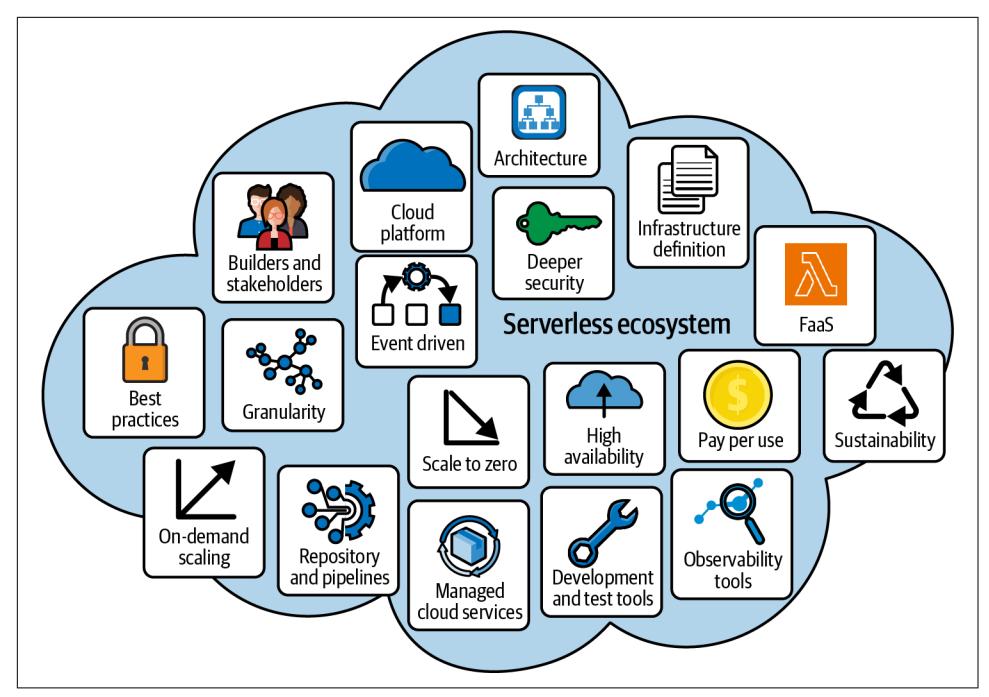 Architecture
Cloud
platform
Infrastructure
definition
Builders and
stakeholders
Deeper
security
FaaS
Event driven
Serverless ecosystem
Best
practices
Granularity
Scale to zero
High
availability
Pay per use
Sustainability
On-demand
scaling
Repository
and pipelines
Managed
cloud services
Development
and test tools
Observability
tools
$